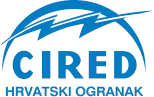 CIRED
HRVATSKI OGRANAK